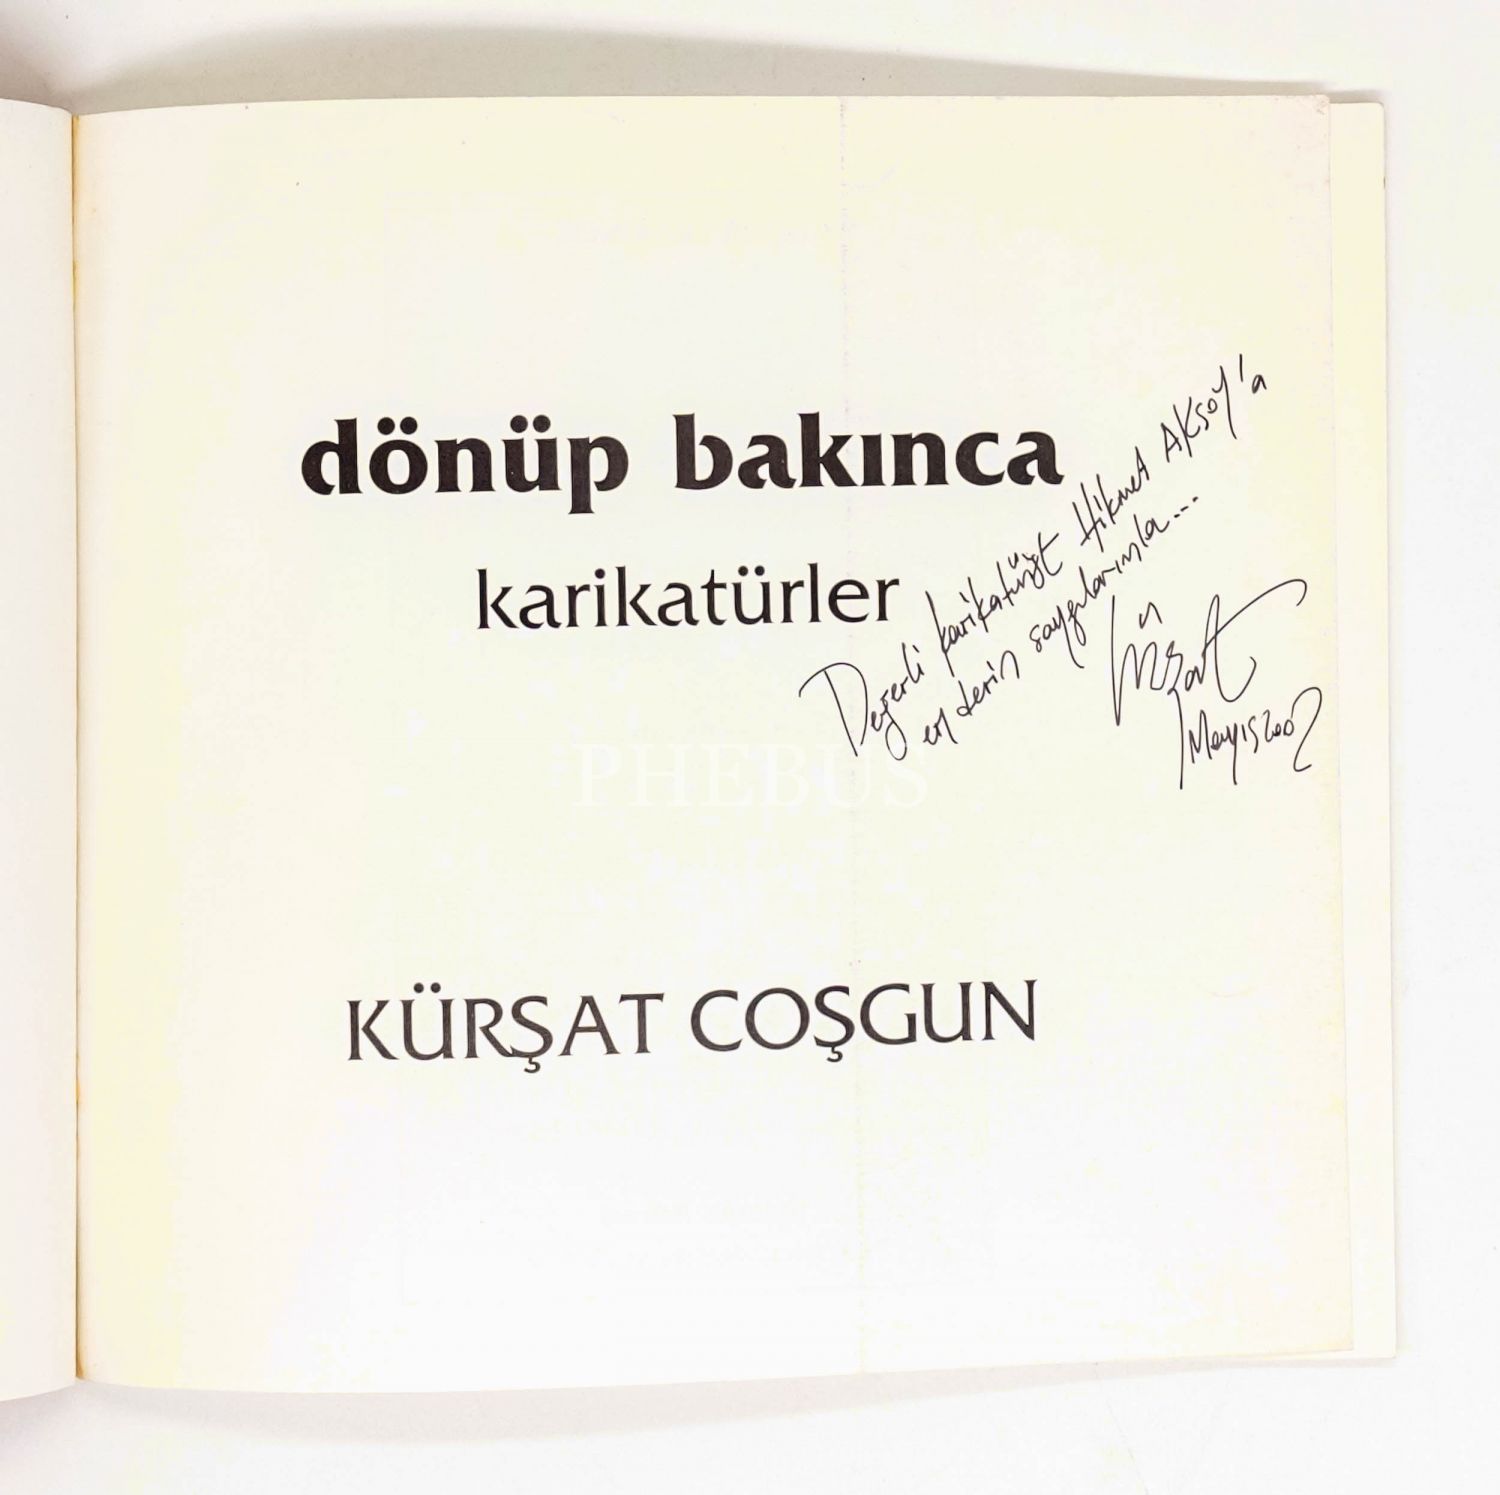 dönüp bakınca
karikatürler
Değerli karikatürist Hikmet AKSOY'a
en derin saygılarımla...
Kürşat
Mayıs 2002
PHEBUS
KÜRŞAT COŞGUN